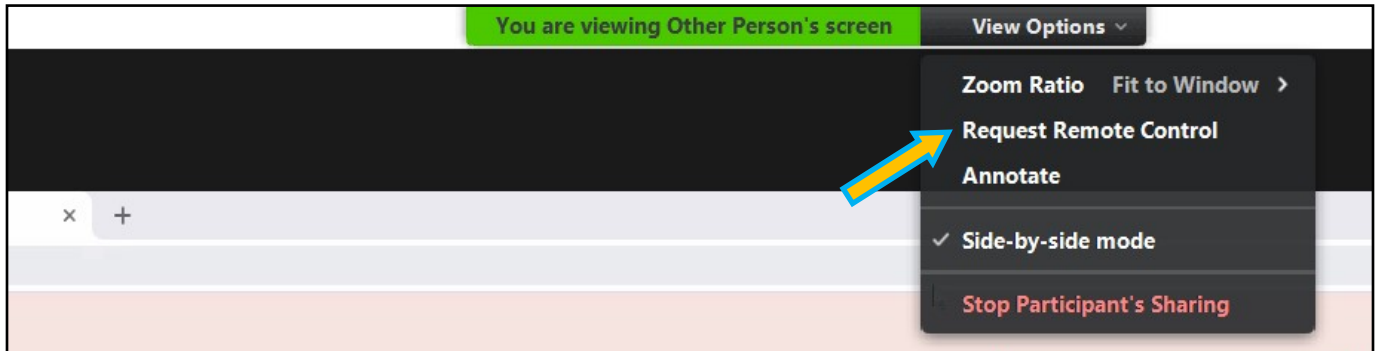 You are viewing Other Person's screen View Options
Zoom Ratio Fit to Window >
Request Remote Control
Annotate
× +
✓ Side-by-side mode
Stop Participant's Sharing